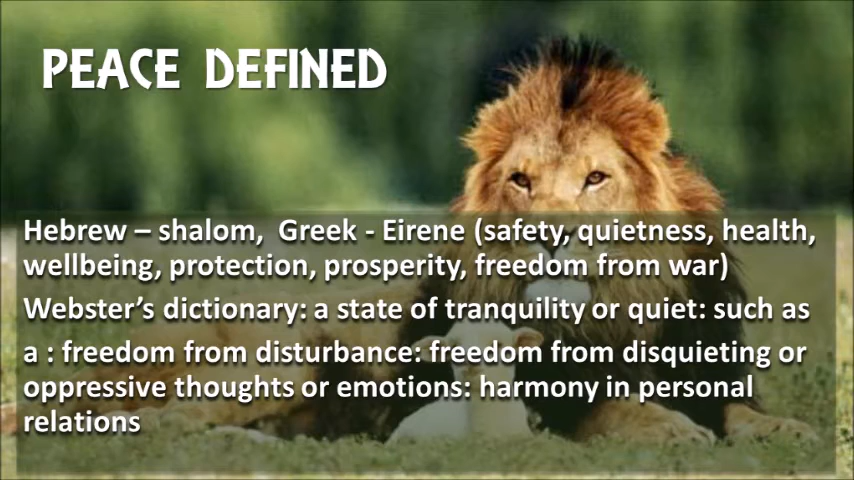 PEACE DEFINED
Hebrew – shalom, Greek - Eirene (safety, quietness, health,
wellbeing, protection, prosperity, freedom from war)
Webster’s dictionary: a state of tranquility or quiet: such as
a : freedom from disturbance: freedom from disquieting or
oppressive thoughts or emotions: harmony in personal
relations